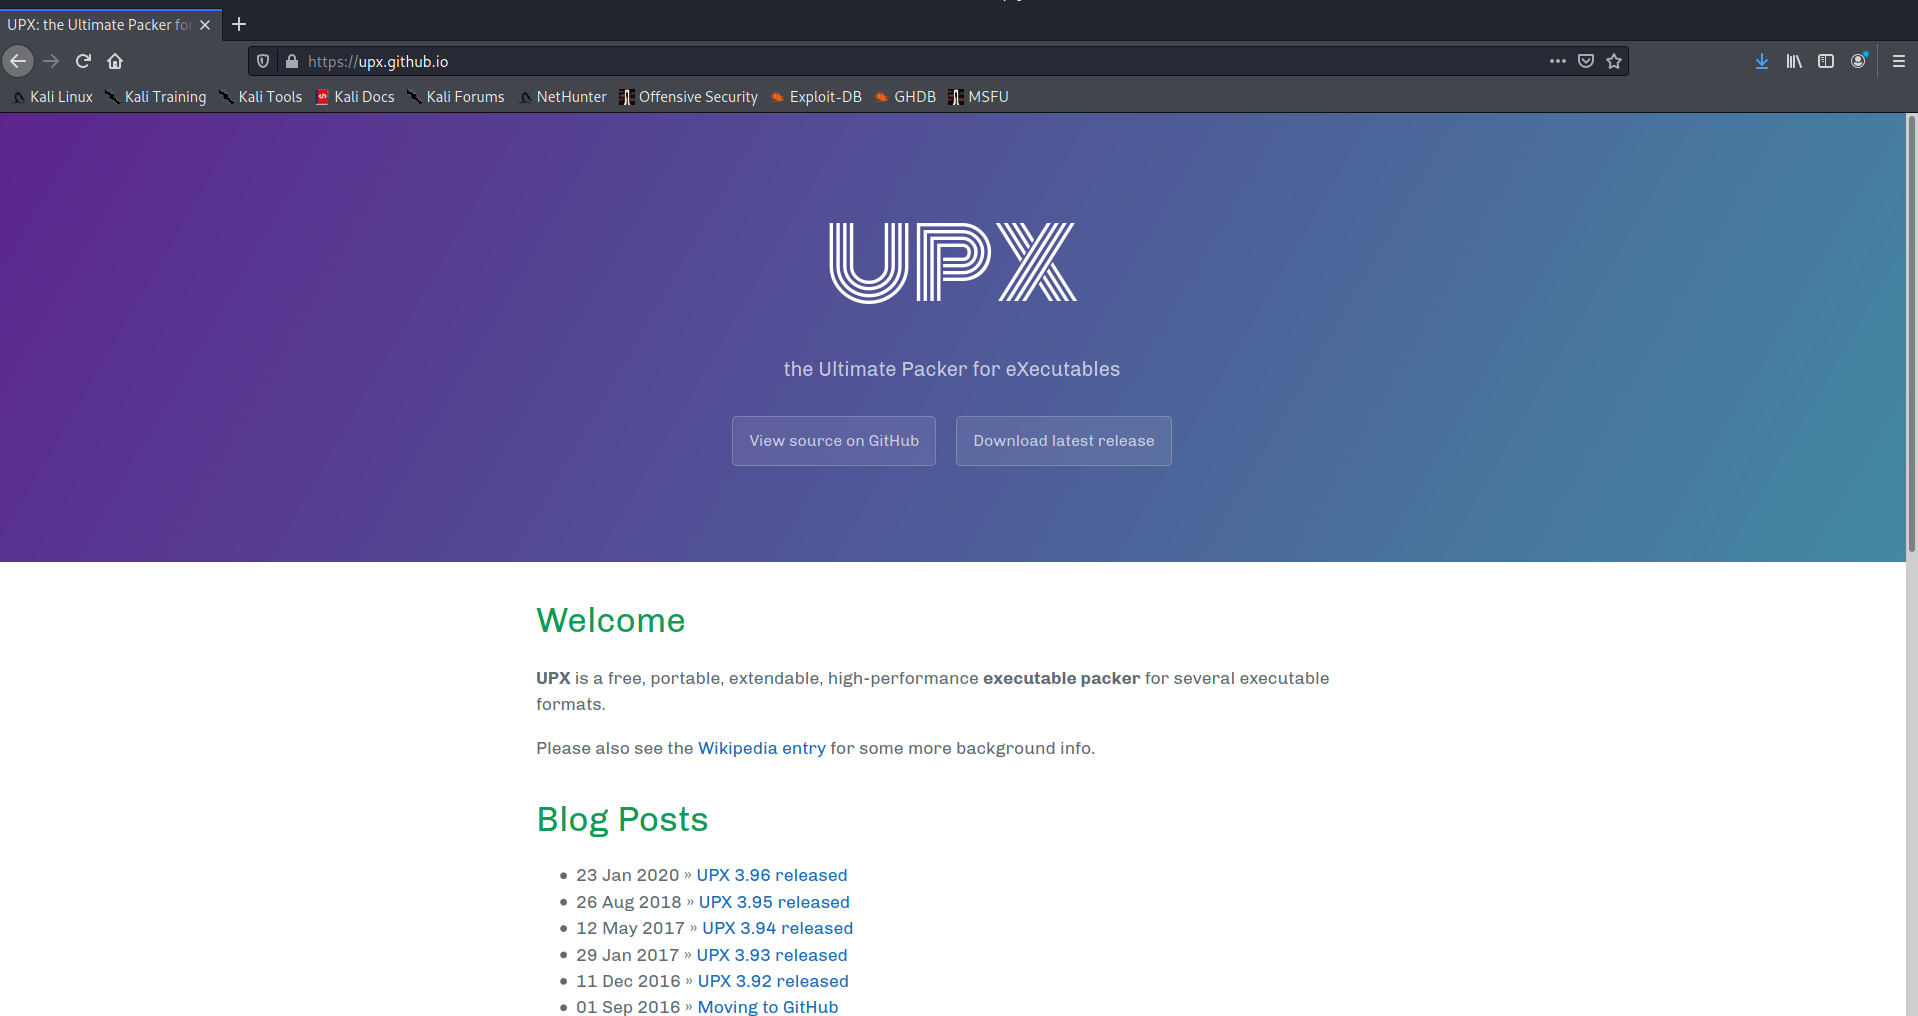 UPX: the Ultimate Packer for
https://upx.github.io
Kali Linux Kali Training Kali Tools Kali Docs Kali Forums NetHunter Offensive Security Exploit-DB GHDB MSFU
UPX
the Ultimate Packer for eXecutables
View source on GitHub Download latest release
Welcome
UPX is a free, portable, extendable, high-performance executable packer for several executable
formats.
Please also see the Wikipedia entry for some more background info.
Blog Posts
• 23 Jan 2020 » UPX 3.96 released
• 26 Aug 2018 » UPX 3.95 released
• 12 May 2017 » UPX 3.94 released
• 29 Jan 2017 » UPX 3.93 released
• 11 Dec 2016 » UPX 3.92 released
• 01 Sep 2016 » Moving to GitHub